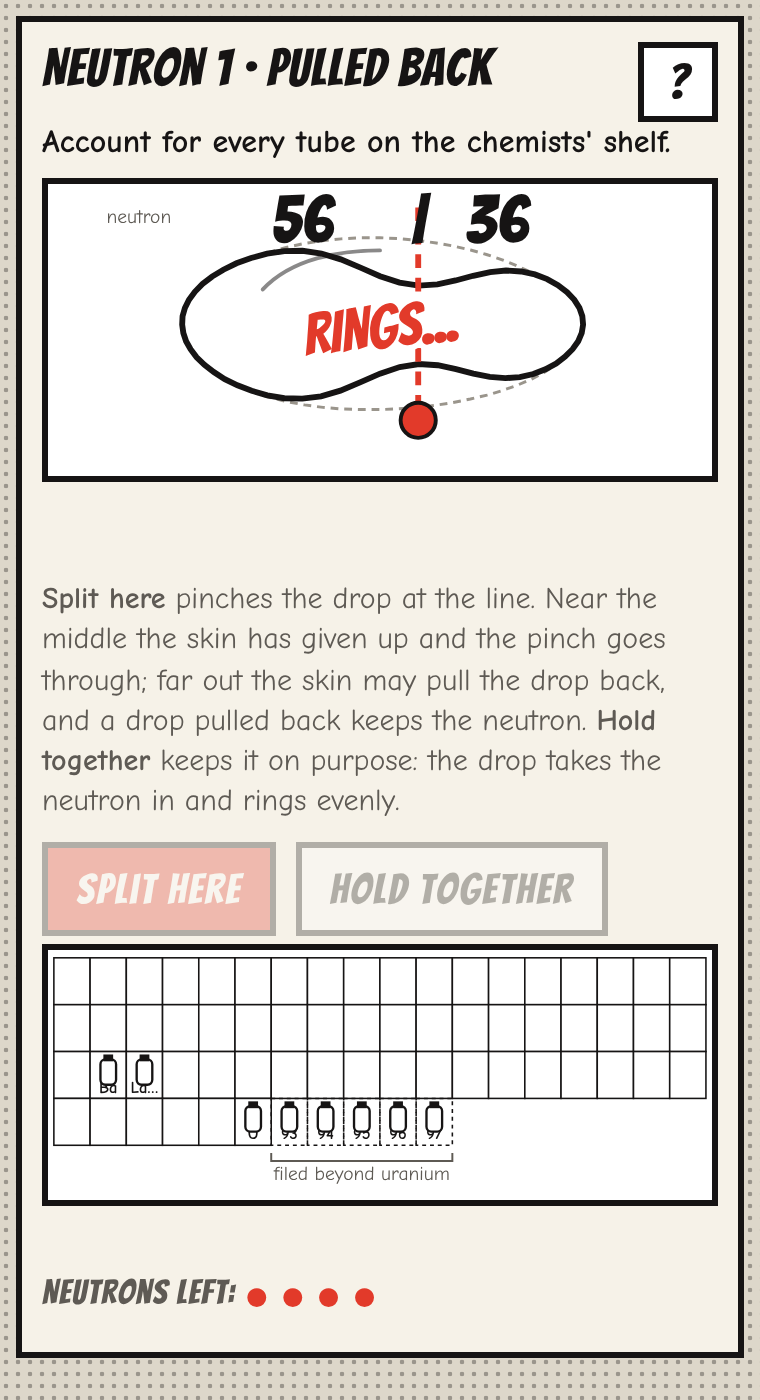 NEUTRON 1 · PULLED BACK
?
Account for every tube on the chemists' shelf.
neutron
56 / 36
RINGS...
Split here pinches the drop at the line. Near the
middle the skin has given up and the pinch goes
through; far out the skin may pull the drop back,
and a drop pulled back keeps the neutron. Hold
together keeps it on purpose: the drop takes the
neutron in and rings evenly.
SPLIT HERE HOLD TOGETHER
Ba La...
U 93 94 95 96 97
filed beyond uranium
NEUTRONS LEFT: